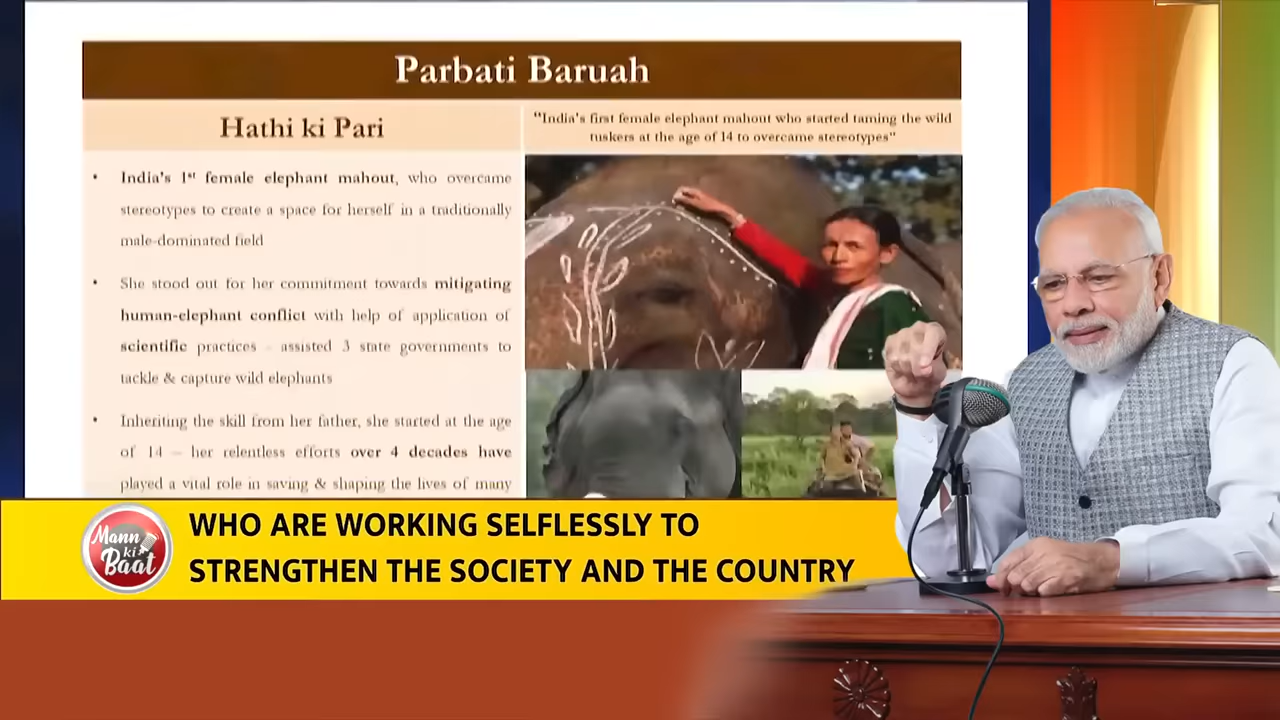 Parbati Baruah
Hathi ki Pari
"India's first female elephant mahout who started taming the wild
tuskers at the age of 14 to overcame stereotypes"
• India's 1st female elephant mahout, who overcame
stereotypes to create a space for herself in a traditionally
male-dominated field
• She stood out for her commitment towards mitigating
human-elephant conflict with help of application of
scientific practices – assisted 3 state governments to
tackle & capture wild elephants
• Inheriting the skill from her father, she started at the age
of 14 – her relentless efforts over 4 decades have
played a vital role in saving & shaping the lives of many
Mann
ki
Baat
WHO ARE WORKING SELFLESSLY TO
STRENGTHEN THE SOCIETY AND THE COUNTRY